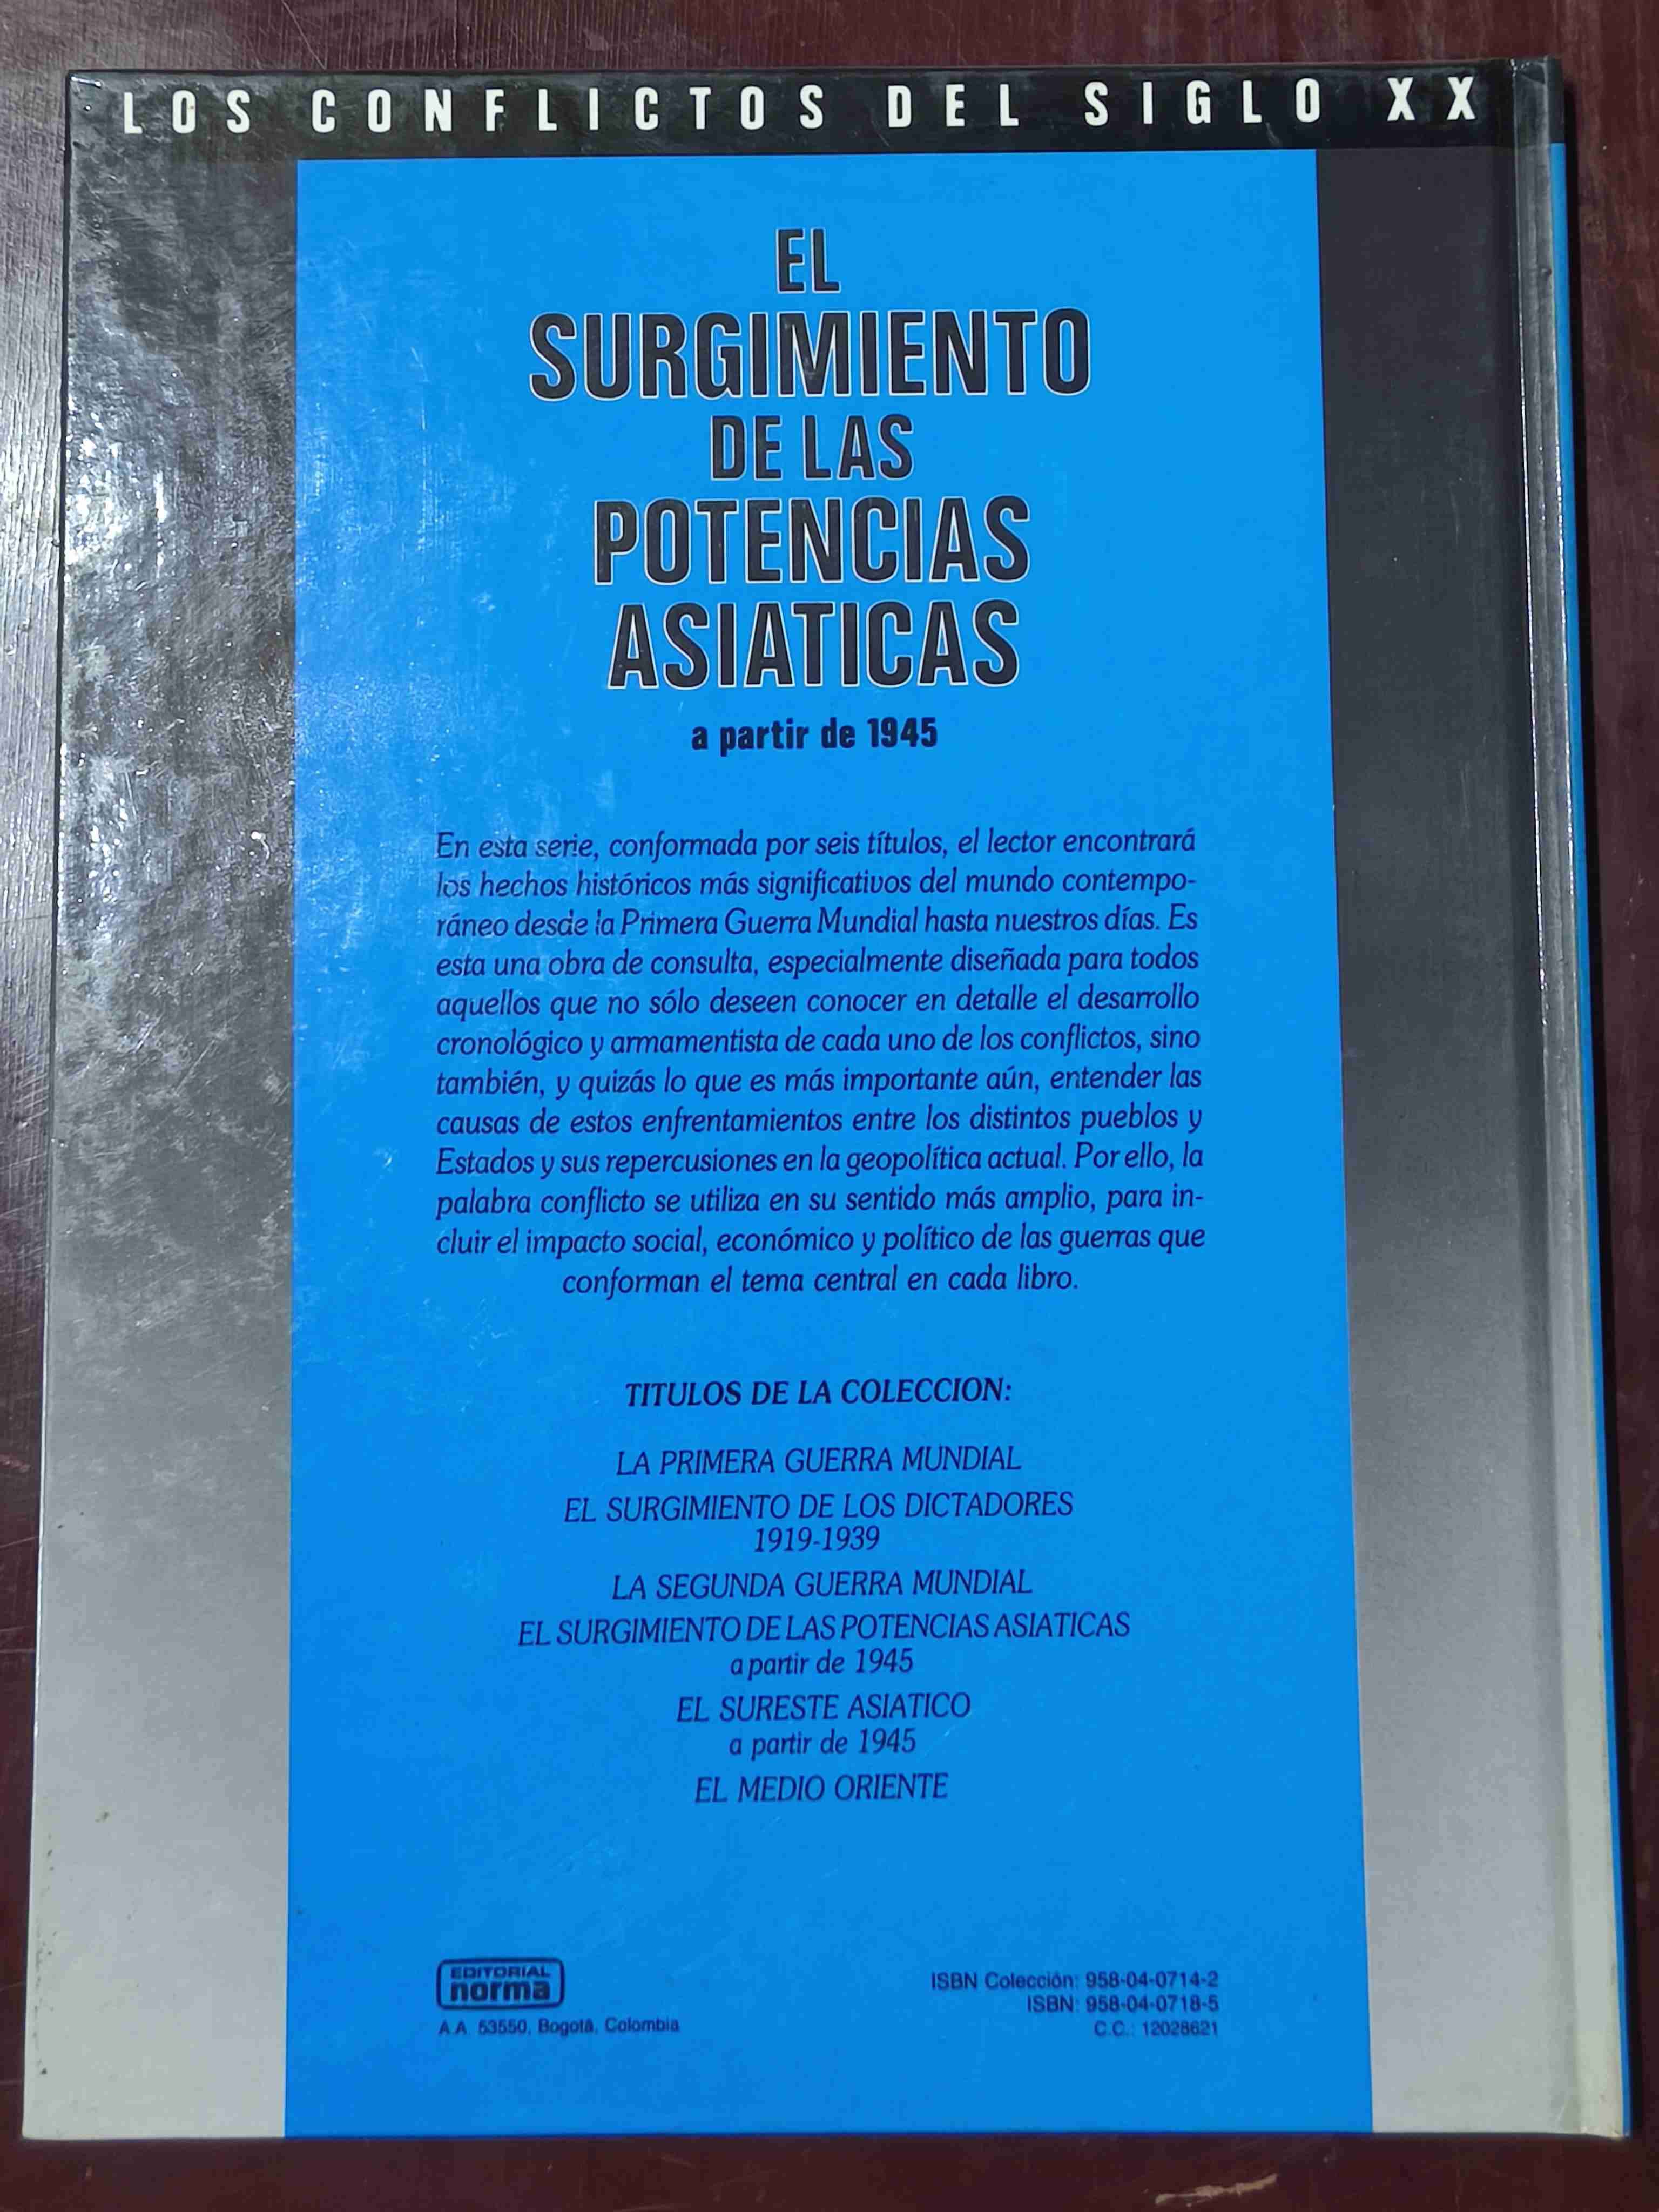 LOS CONFLICTOS DEL SIGLO XX
EL
SURGIMIENTO
DE LAS
POTENCIAS
ASIATICAS
a partir de 1945
En esta serie, conformada por seis títulos, el lector encontrará
los hechos históricos más significativos del mundo contempo-
ráneo desde la Primera Guerra Mundial hasta nuestros días. Es
esta una obra de consulta, especialmente diseñada para todos
aquellos que no sólo deseen conocer en detalle el desarrollo
cronológico y armamentista de cada uno de los conflictos, sino
también, y quizás lo que es más importante aún, entender las
causas de estos enfrentamientos entre los distintos pueblos y
Estados y sus repercusiones en la geopolítica actual. Por ello, la
palabra conflicto se utiliza en su sentido más amplio, para in-
cluir el impacto social, económico y político de las guerras que
conforman el tema central en cada libro.
TITULOS DE LA COLECCION:
LA PRIMERA GUERRA MUNDIAL
EL SURGIMIENTO DE LOS DICTADORES
1919-1939
LA SEGUNDA GUERRA MUNDIAL
EL SURGIMIENTO DE LAS POTENCIAS ASIATICAS
a partir de 1945
EL SURESTE ASIATICO
a partir de 1945
EL MEDIO ORIENTE
EDITORIAL
norma
A.A. 53550, Bogotá, Colombia
ISBN Colección: 958-04-0714-2
ISBN: 958-04-0718-5
C.C.: 12028621